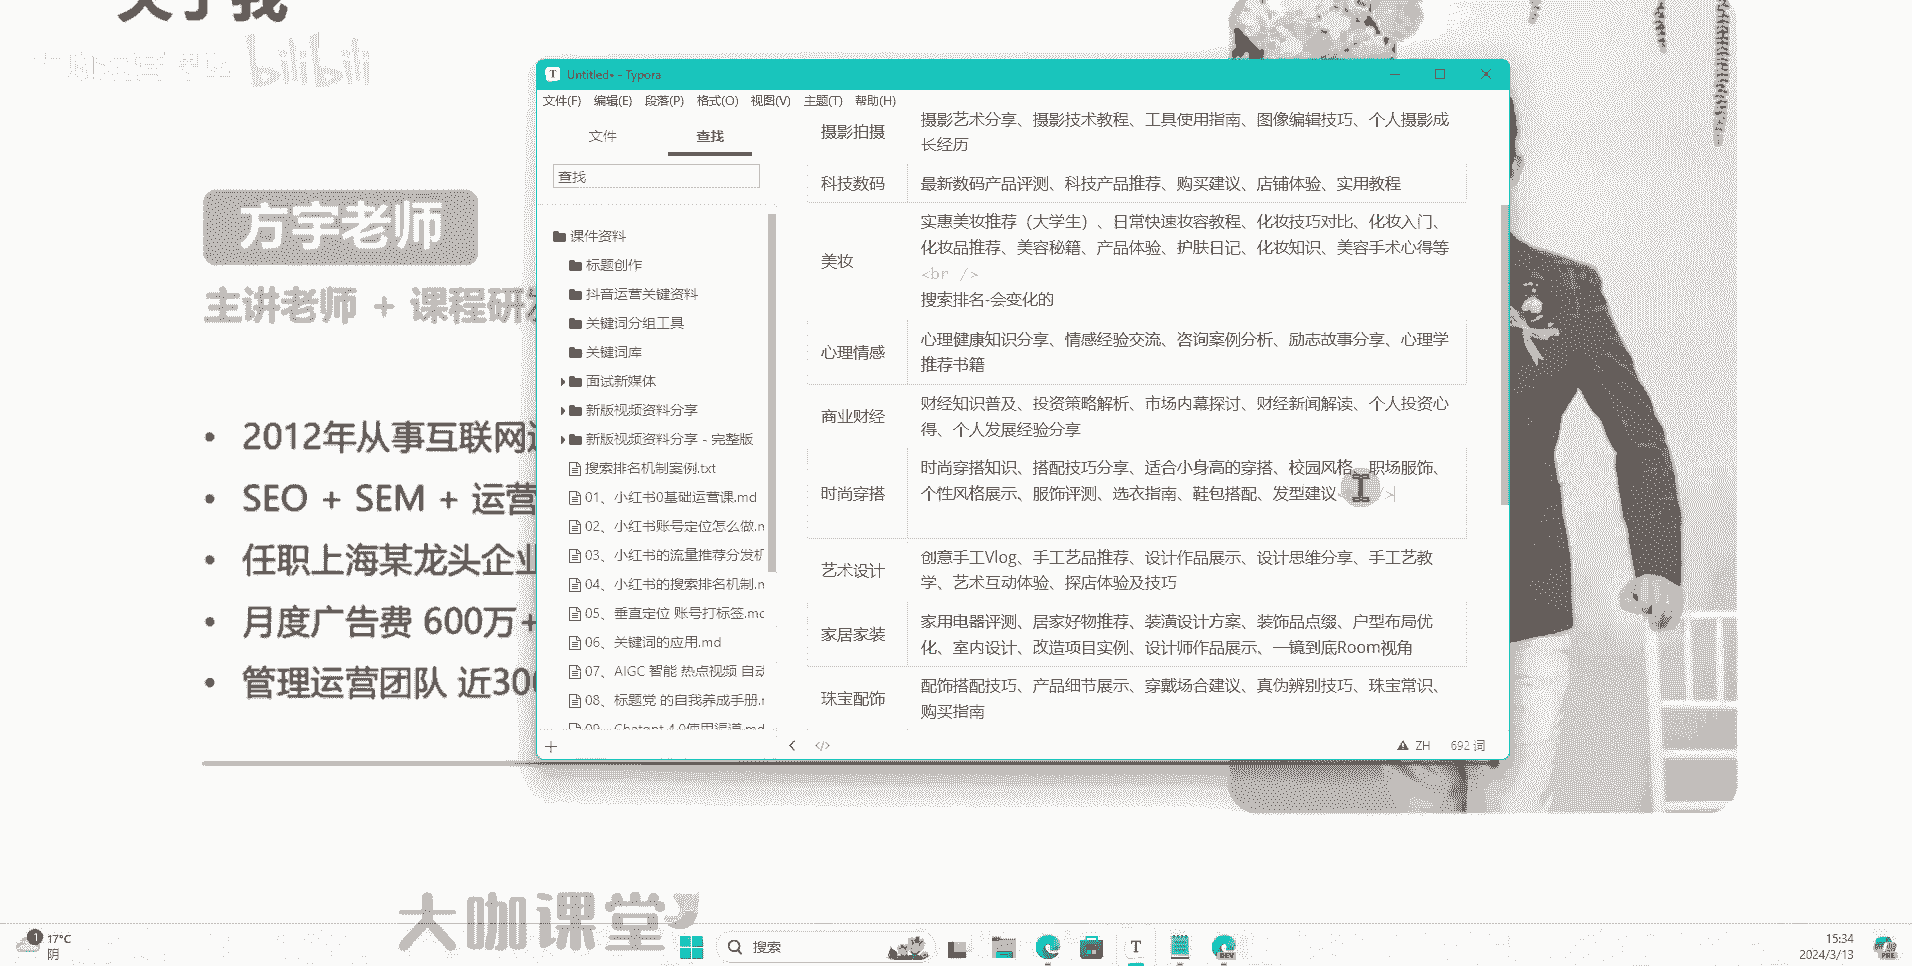 关于我
bilibili
方宇老师
主讲老师 + 课程研发
2012年从事互联网
SEO + SEM + 运营
任职上海某龙头企业
月度广告费 600万+
管理运营团队 近300
大咖课堂
Untitled• - Typora
文件(F) 编辑(E) 段落(P) 格式(O) 视图(V) 主题(T) 帮助(H)
文件 查找
查找
课件资料
标题创作
抖音运营关键资料
关键词分组工具
关键词库
面试新媒体
新版视频资料分享
新版视频资料分享 - 完整版
搜索排名机制案例.txt
01、小红书0基础运营课.md
02、小红书账号定位怎么做.m
03、小红书的流量推荐分发机
04、小红书的搜索排名机制.m
05、垂直定位 账号打标签.md
06、关键词的应用.md
07、AIGC 智能 热点视频 自动
08、标题党 的自我养成手册.m
09、Chatgpt 4.0使用渠道.md
摄影拍摄
摄影艺术分享、摄影技术教程、工具使用指南、图像编辑技巧、个人摄影成
长经历
科技数码
最新数码产品评测、科技产品推荐、购买建议、店铺体验、实用教程
美妆
实惠美妆推荐（大学生）、日常快速妆容教程、化妆技巧对比、化妆入门、
化妆品推荐、美容秘籍、产品体验、护肤日记、化妆知识、美容手术心得等
<br />
搜索排名-会变化的
心理情感
心理健康知识分享、情感经验交流、咨询案例分析、励志故事分享、心理学
推荐书籍
商业财经
财经知识普及、投资策略解析、市场内幕探讨、财经新闻解读、个人投资心
得、个人发展经验分享
时尚穿搭
时尚穿搭知识、搭配技巧分享、适合小身高的穿搭、校园风格、职场服饰、
个性风格展示、服饰评测、选衣指南、鞋包搭配、发型建议 />
艺术设计
创意手工Vlog、手工艺品推荐、设计作品展示、设计思维分享、手工艺教
学、艺术互动体验、探店体验及技巧
家居家装
家用电器评测、居家好物推荐、装潢设计方案、装饰品点缀、户型布局优
化、室内设计、改造项目实例、设计师作品展示、一镜到底Room视角
珠宝配饰
配饰搭配技巧、产品细节展示、穿戴场合建议、真伪辨别技巧、珠宝常识、
购买指南
ZH 692 词
1 17°C
阴
搜索
T
DEV
15:34
2024/3/13
PRE